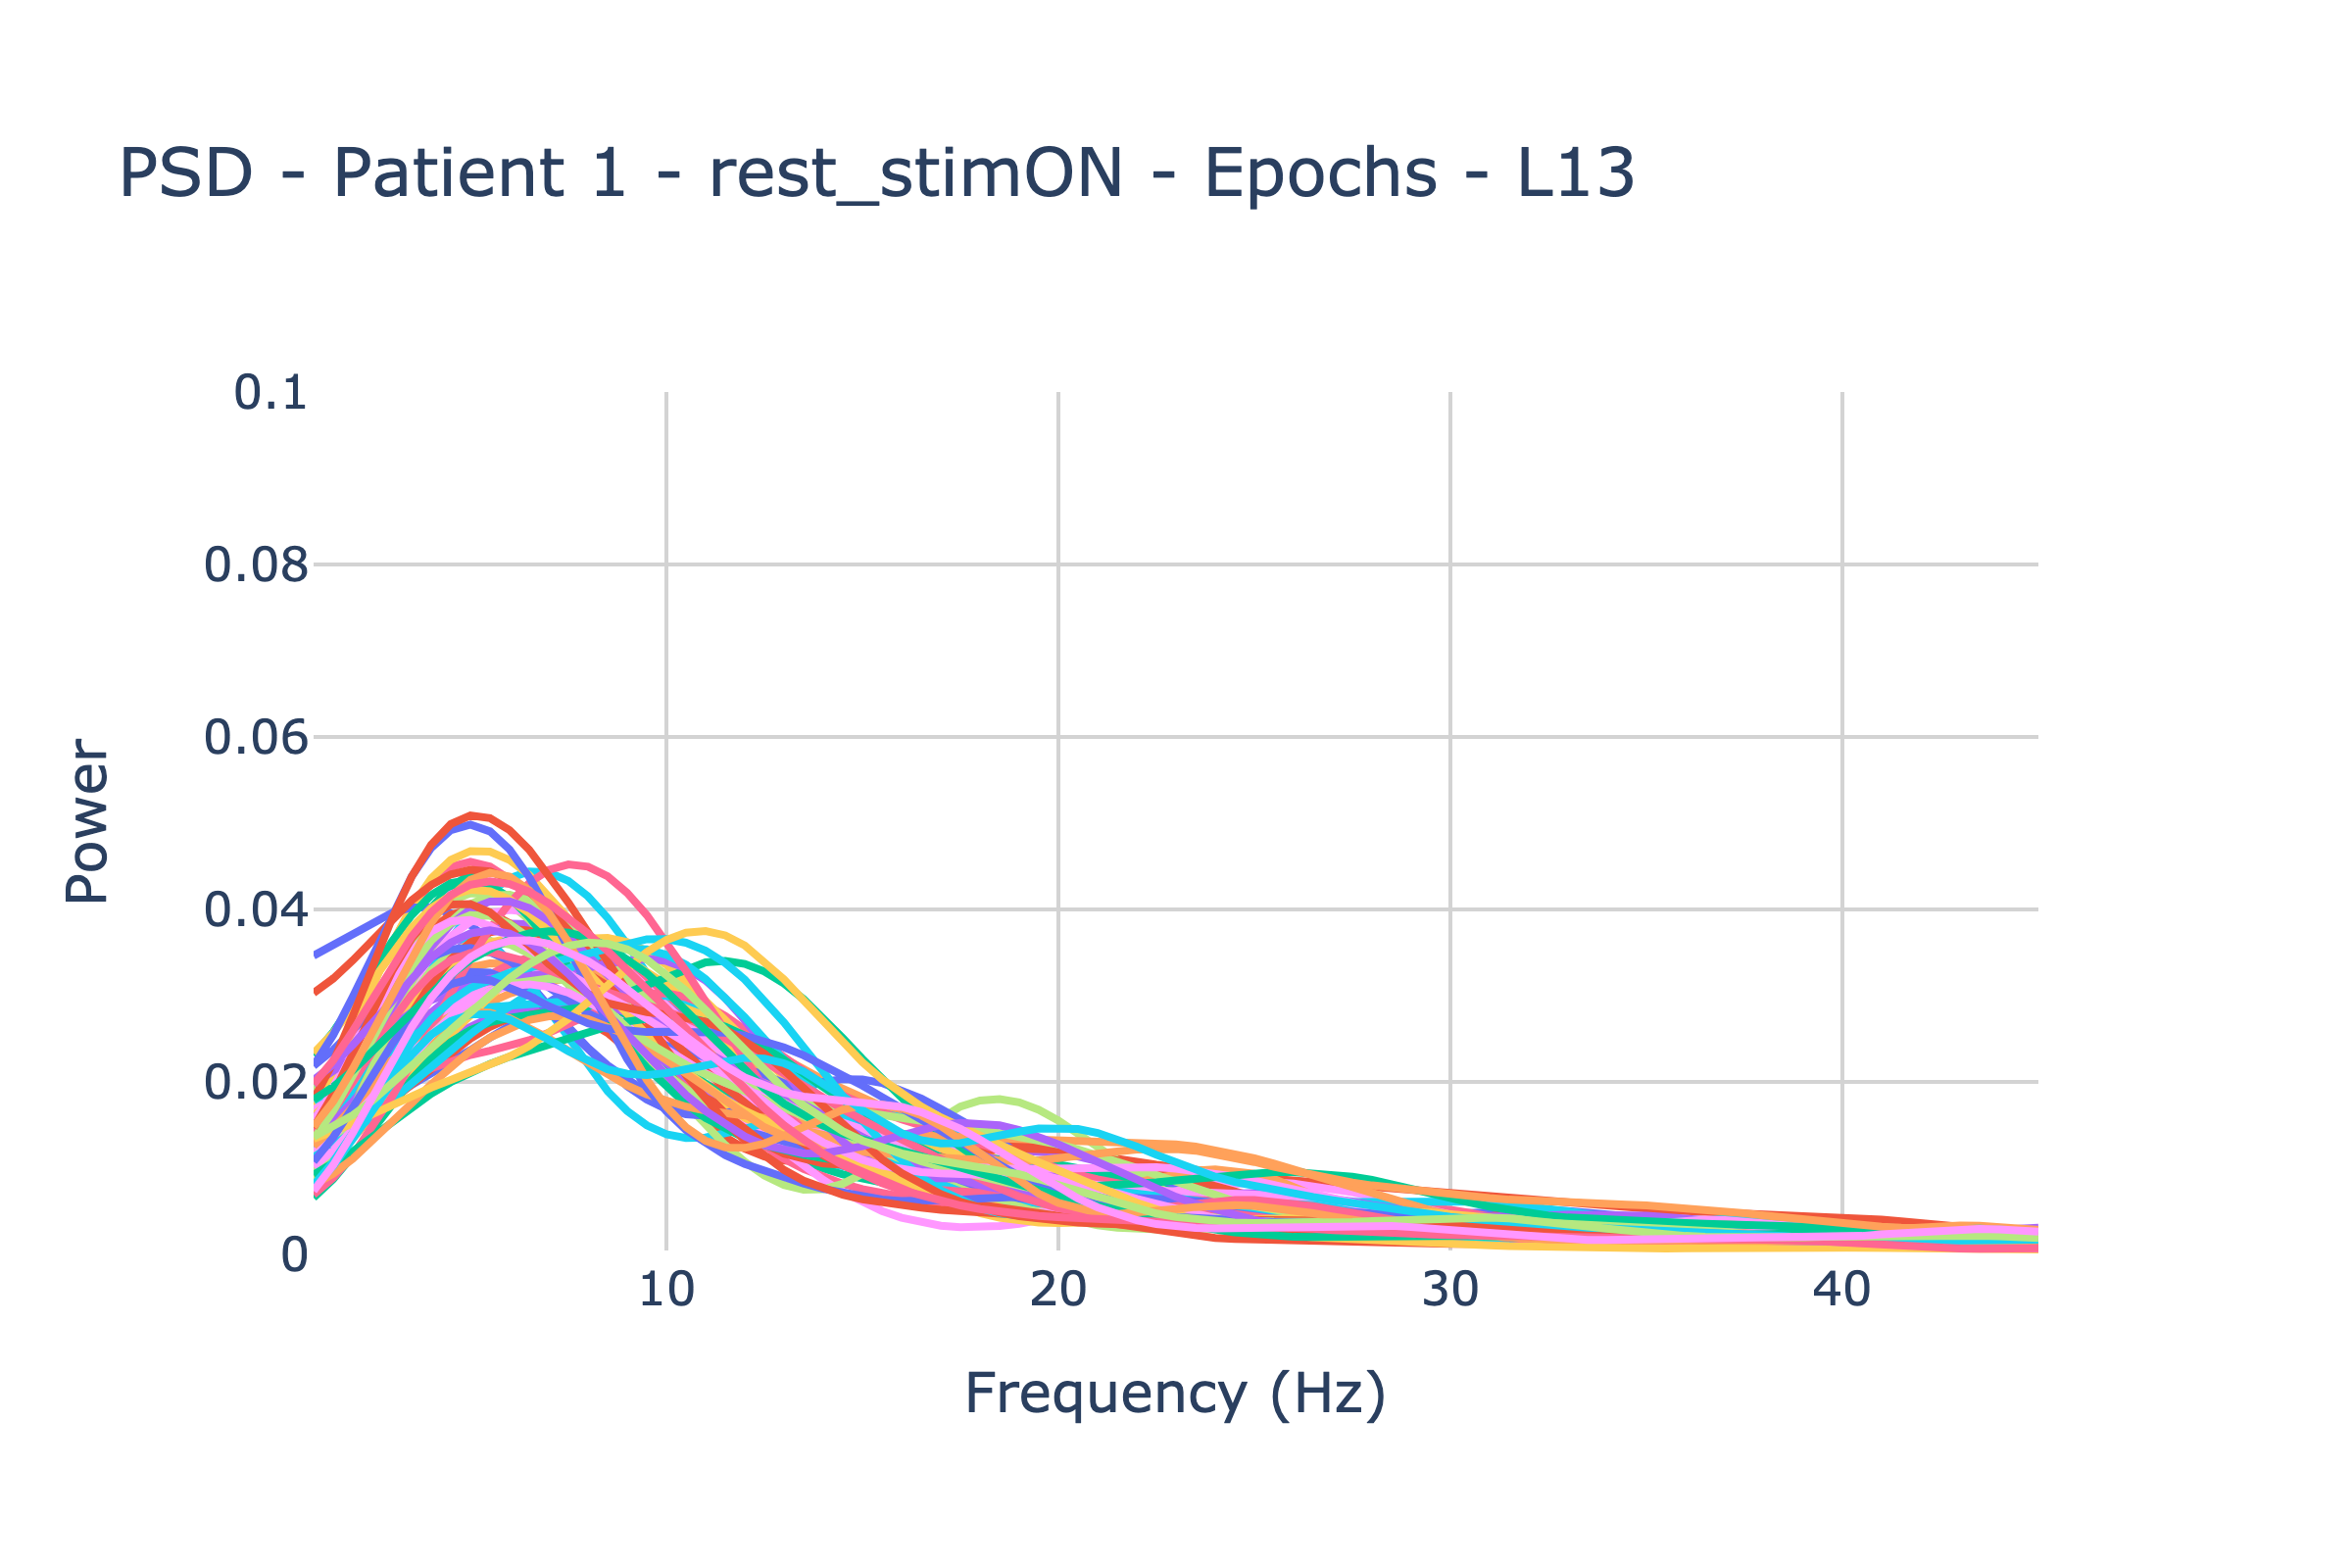 PSD - Patient 1 - rest_stimON - Epochs - L13
0.1
0.08
0.06
0.04
0.02
0
Power
10 20 30 40
Frequency (Hz)